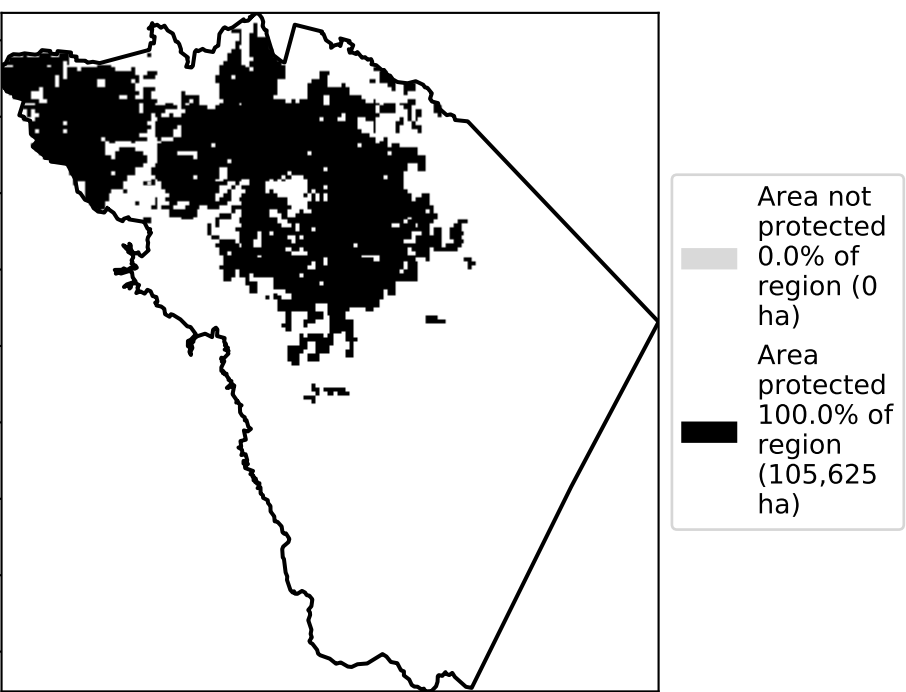 Area not
protected
0.0% of
region (0
ha)
Area
protected
100.0% of
region
(105,625
ha)